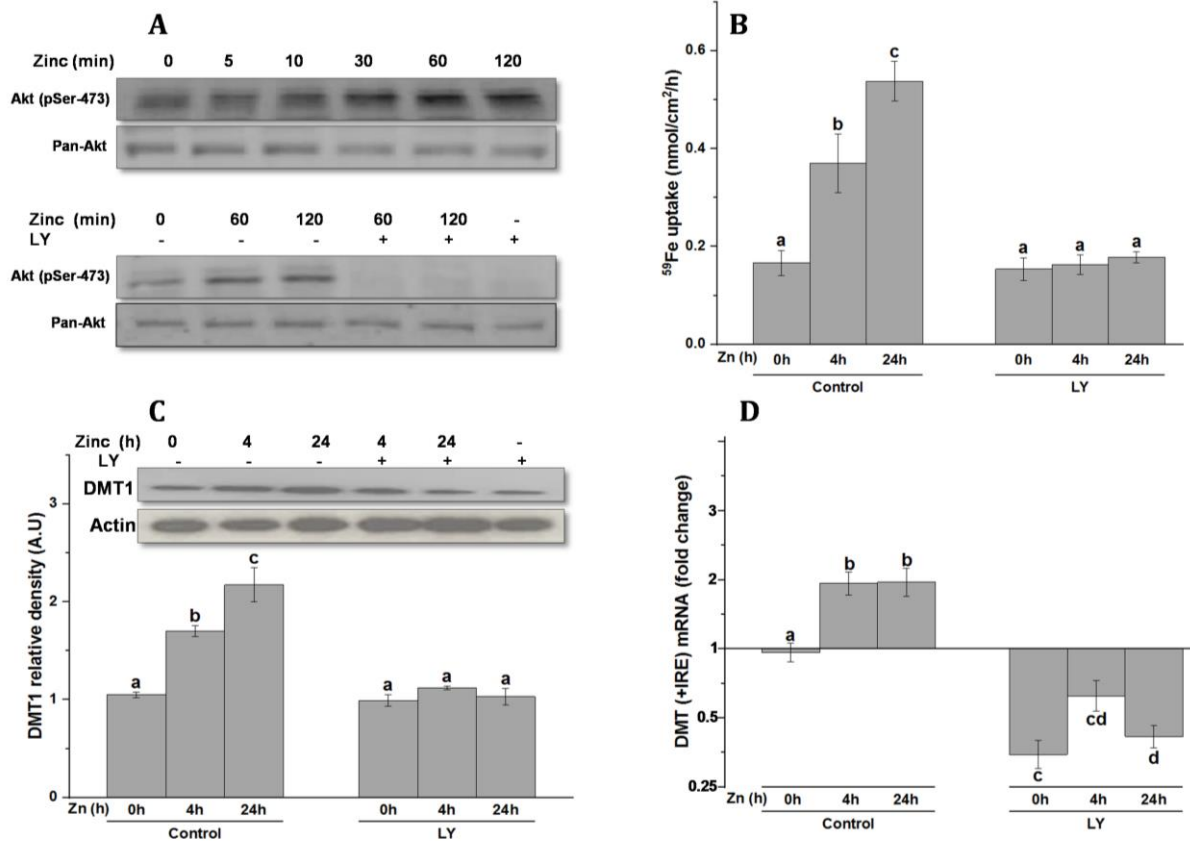 A
Zinc (min) 0 5 10 30 60 120
Akt (pSer-473)
Pan-Akt
Zinc (min) 0 60 120 60 120 -
LY - - - + + +
Akt (pSer-473)
Pan-Akt
B
⁵⁹Fe uptake (nmol/cm²/h)
0.6
0.4
0.2
0.0
a b c a a a
Zn (h) 0h 4h 24h 0h 4h 24h
Control LY
C
Zinc (h) 0 4 24 4 24 -
LY - - - + + +
DMT1
Actin
DMT1 relative density (A.U)
3
2
1
0
a b c a a a
Zn (h) 0h 4h 24h 0h 4h 24h
Control LY
D
DMT (+IRE) mRNA (fold change)
3
2
1
0.5
0.25
a b b c cd d
Zn (h) 0h 4h 24h 0h 4h 24h
Control LY